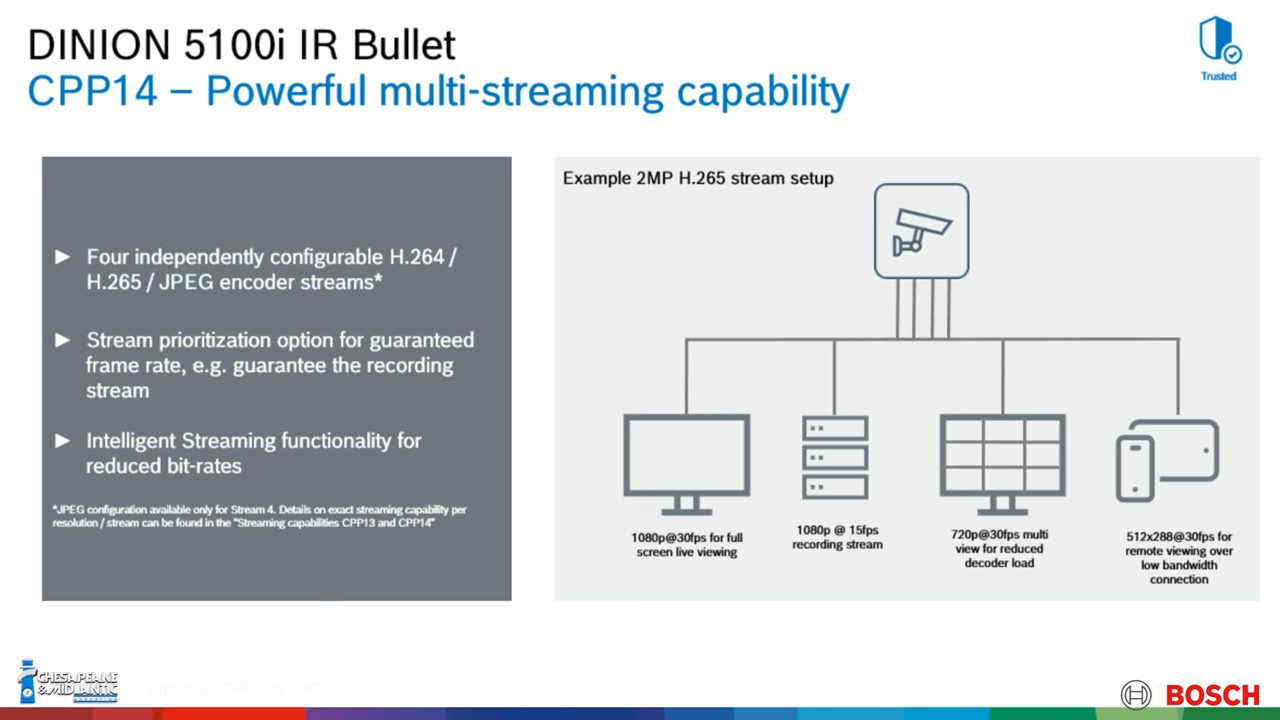 DINION 5100i IR Bullet
CPP14 – Powerful multi-streaming capability
Trusted
► Four independently configurable H.264 /
H.265 / JPEG encoder streams*
► Stream prioritization option for guaranteed
frame rate, e.g. guarantee the recording
stream
► Intelligent Streaming functionality for
reduced bit-rates
*JPEG configuration available only for Stream 4. Details on exact streaming capability per
resolution / stream can be found in the "Streaming capabilities CPP13 and CPP14"
Example 2MP H.265 stream setup
1080p@30fps for full
screen live viewing
1080p @ 15fps
recording stream
720p@30fps multi
view for reduced
decoder load
512x288@30fps for
remote viewing over
low bandwidth
connection
CHESAPEAKE
& MIDLANTIC
MARKETING
support@midches.com
BOSCH